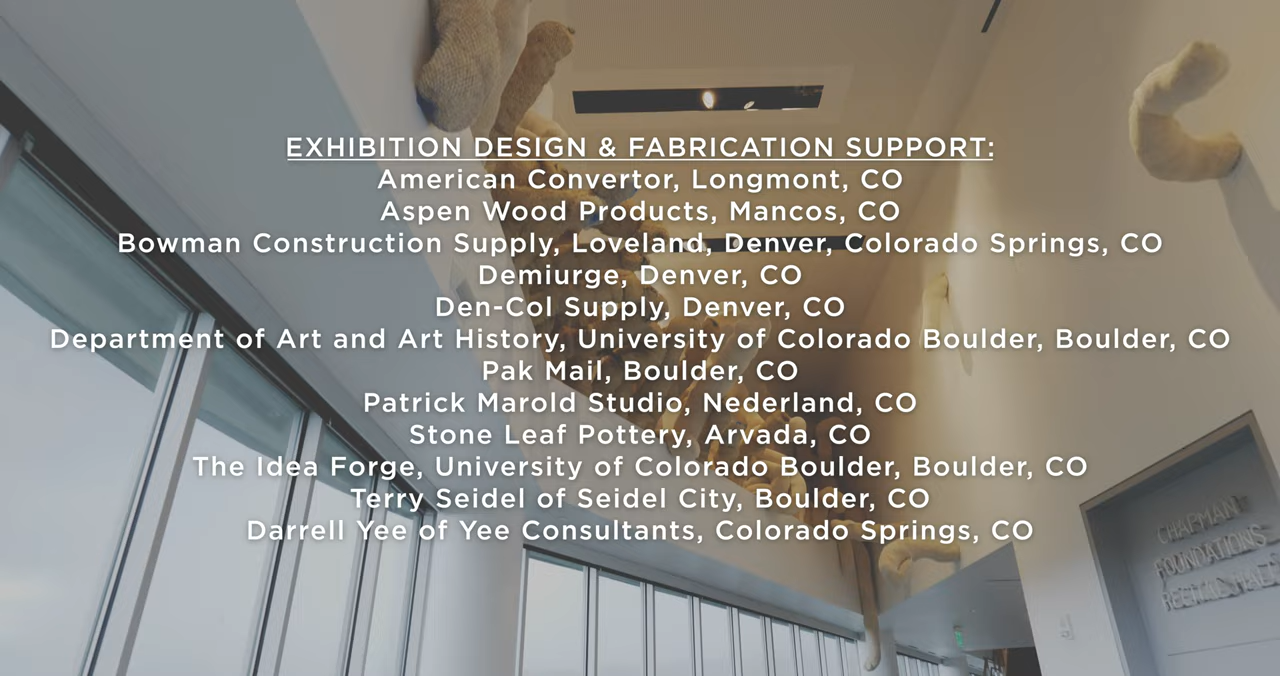 EXHIBITION DESIGN & FABRICATION SUPPORT:
American Convertor, Longmont, CO
Aspen Wood Products, Mancos, CO
Bowman Construction Supply, Loveland, Denver, Colorado Springs, CO
Demiurge, Denver, CO
Den-Col Supply, Denver, CO
Department of Art and Art History, University of Colorado Boulder, Boulder, CO
Pak Mail, Boulder, CO
Patrick Marold Studio, Nederland, CO
Stone Leaf Pottery, Arvada, CO
The Idea Forge, University of Colorado Boulder, Boulder, CO
Terry Seidel of Seidel City, Boulder, CO
Darrell Yee of Yee Consultants, Colorado Springs, CO
CHAPMAN
FOUNDATIONS
RECITAL HALL